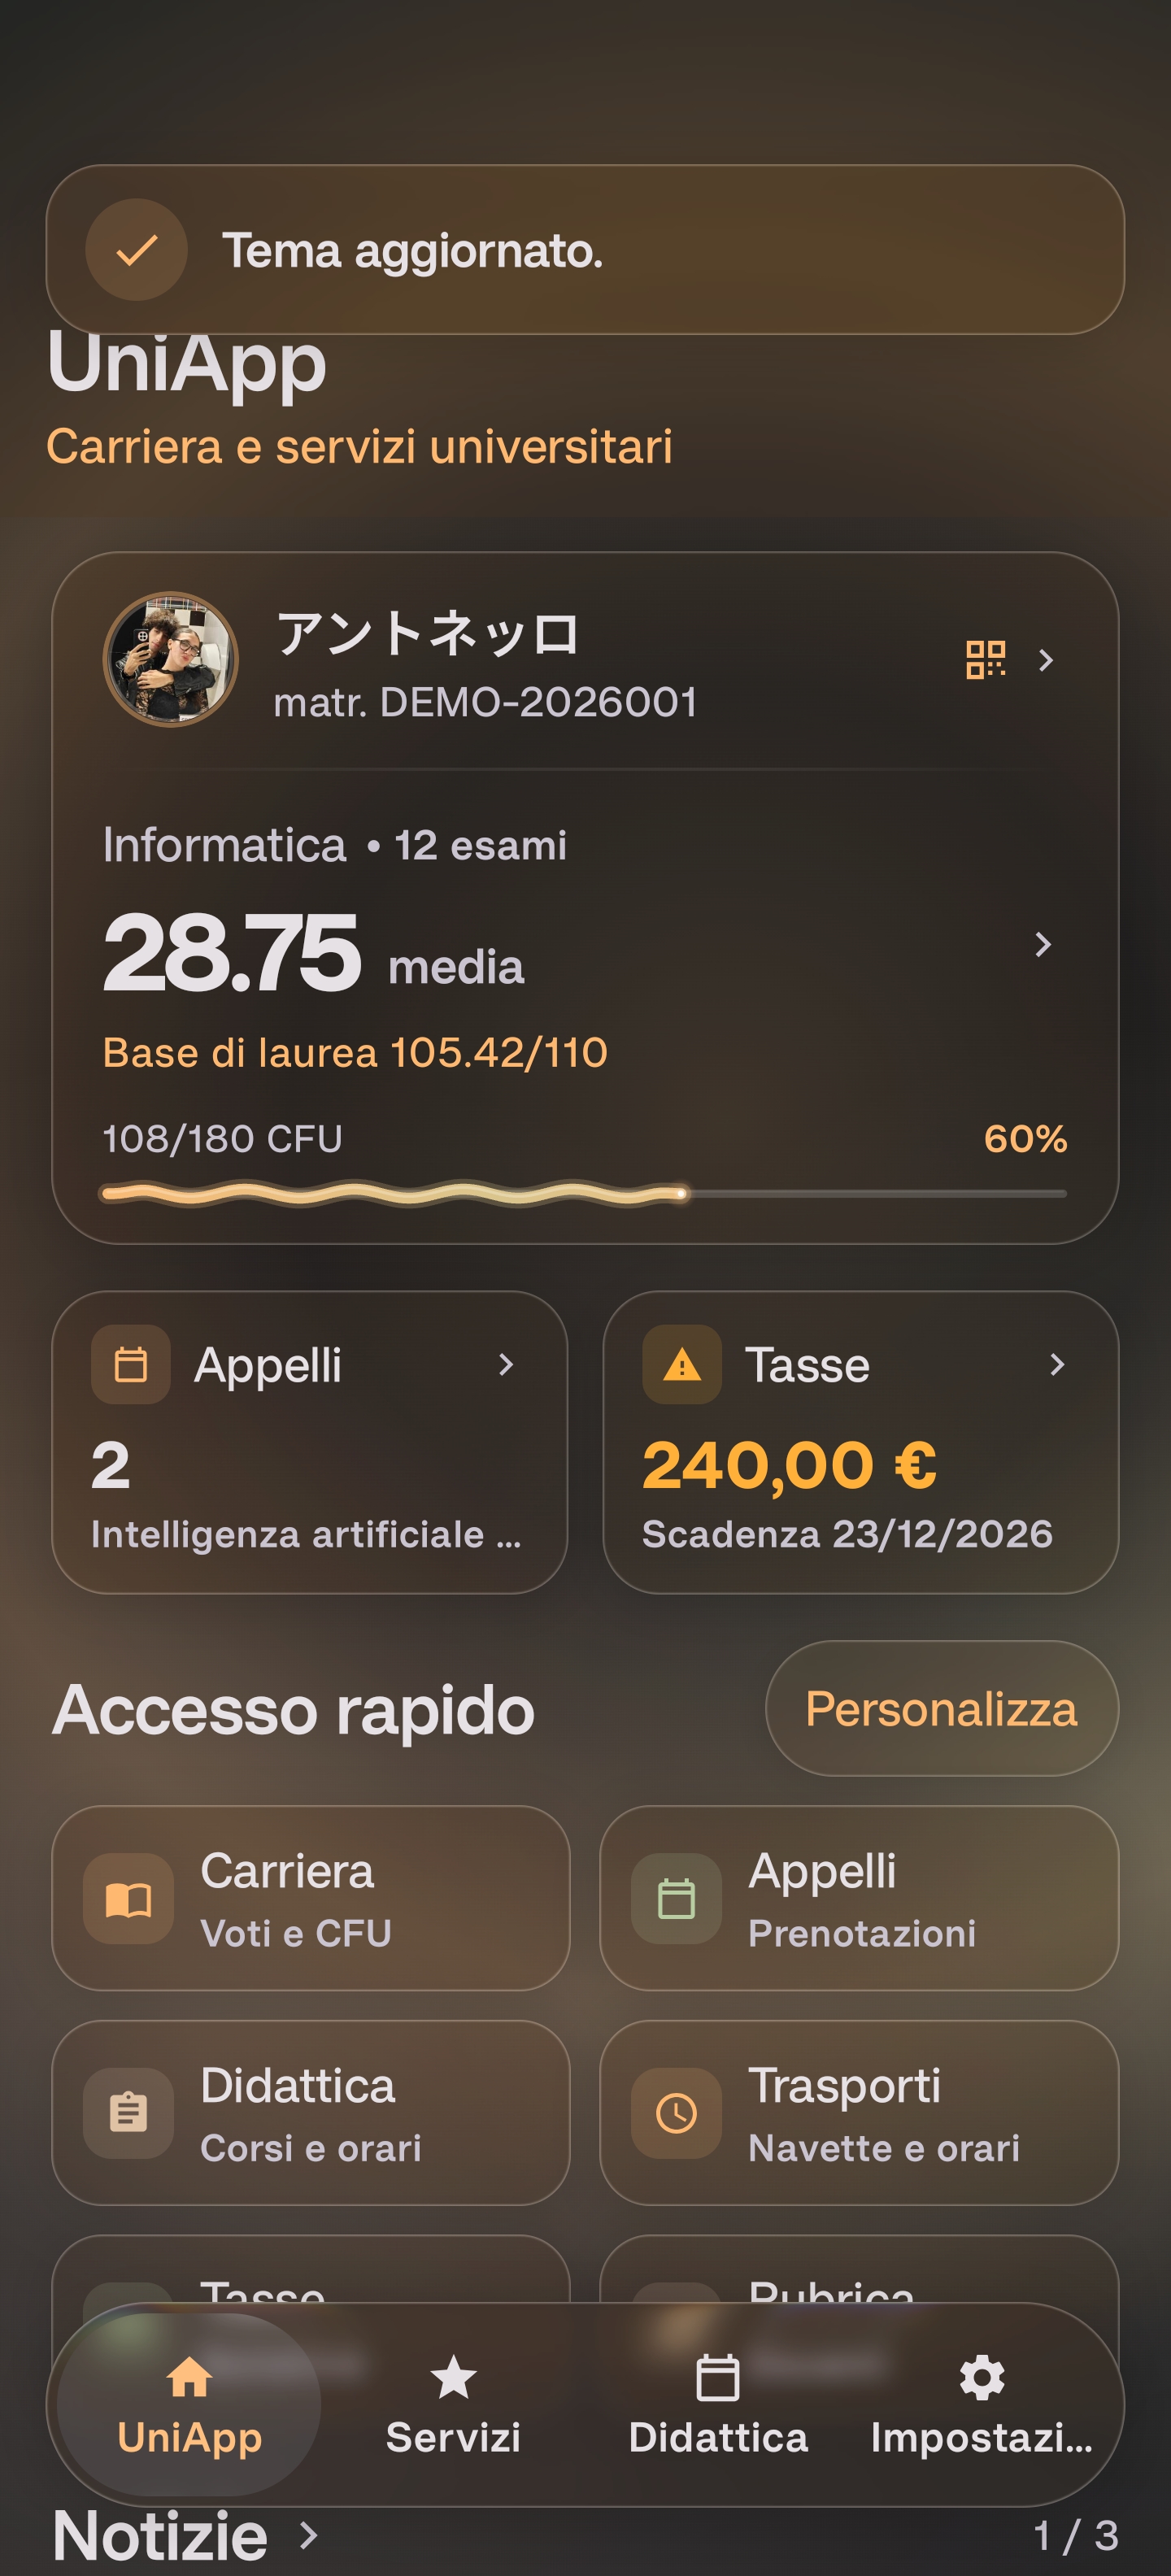 Tema aggiornato.
UniApp
Carriera e servizi universitari
アントネッロ
matr. DEMO-2026001
Informatica • 12 esami
28.75 media
Base di laurea 105.42/110
108/180 CFU 60%
Appelli
2
Intelligenza artificiale ...
Tasse
240,00 €
Scadenza 23/12/2026
Accesso rapido
Personalizza
Carriera
Voti e CFU
Appelli
Prenotazioni
Didattica
Corsi e orari
Trasporti
Navette e orari
Tasse
Rubrica
UniApp
Servizi
Didattica
Impostazi...
Notizie
1 / 3